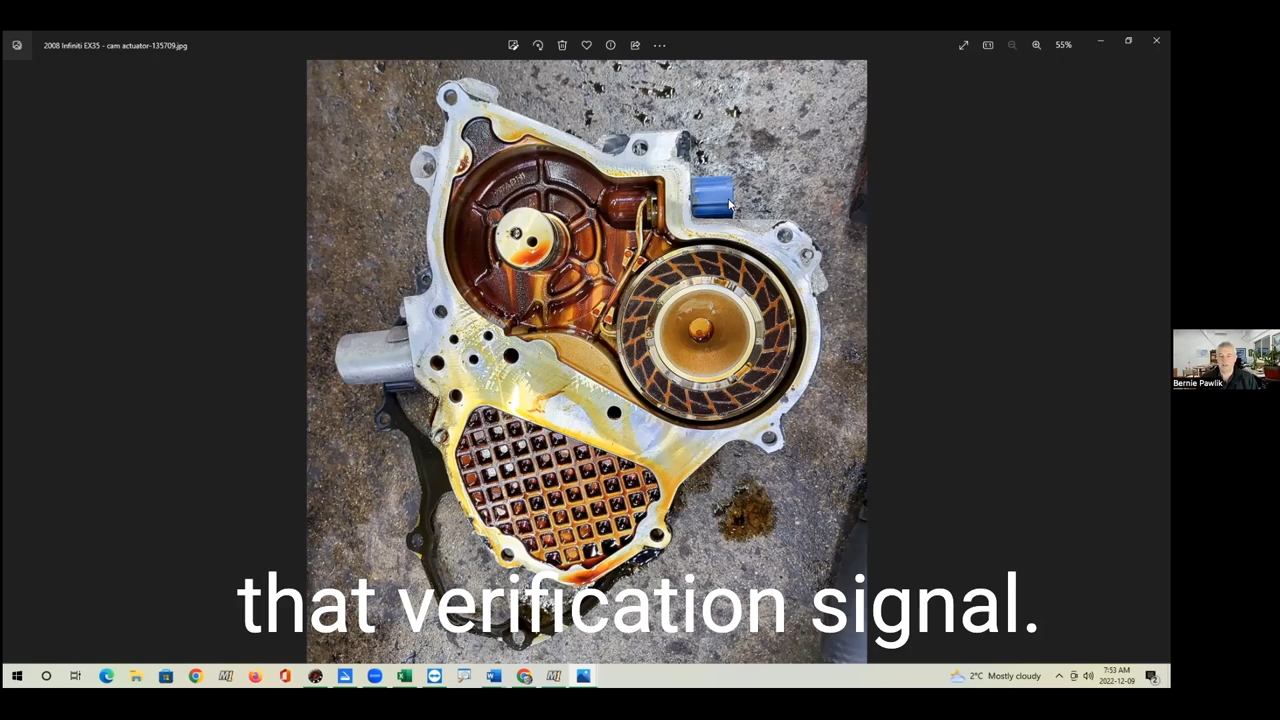 2008 Infiniti EX35 - cam actuator-135709.jpg
55%
Bernie Pawlik
that verification signal.
2°C Mostly cloudy
7:53 AM
2022-12-09
2